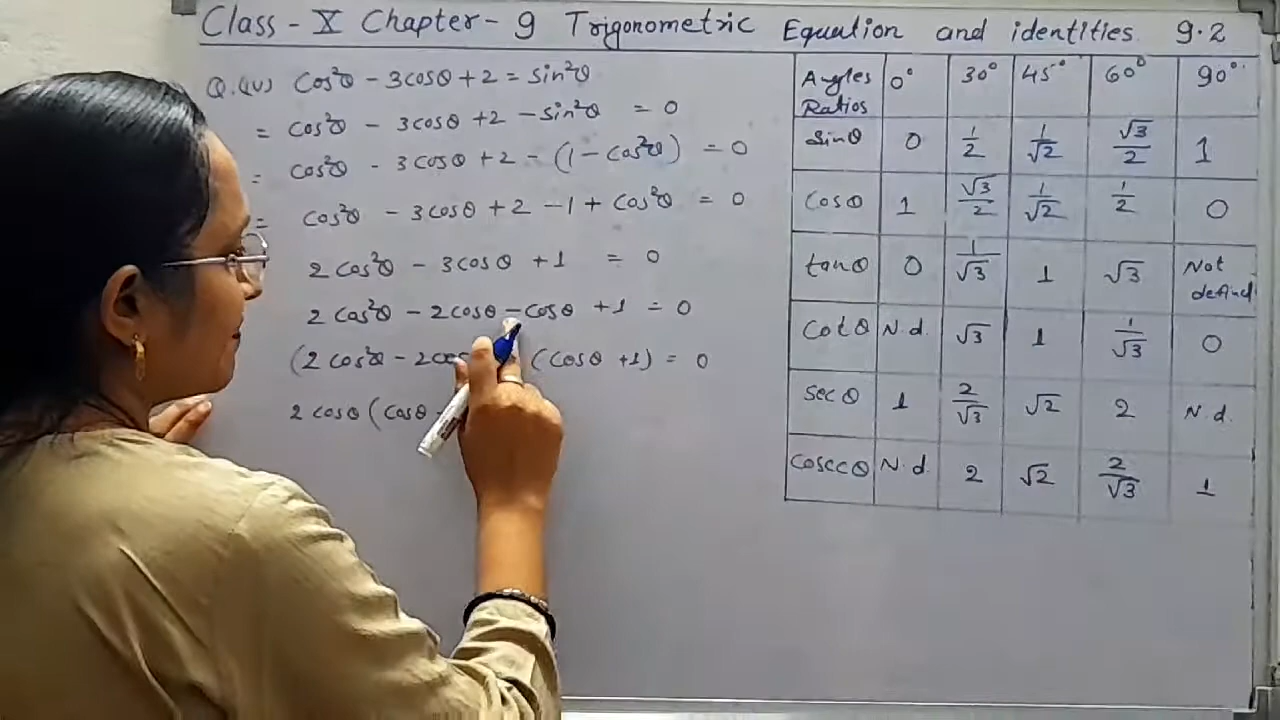 Class - X Chapter - 9 Trigonometric Equation and identities 9.2
Q.(iv) Cos²θ - 3cosθ + 2 = sin²θ
= cos²θ - 3cosθ + 2 - sin²θ = 0
= cos²θ - 3cosθ + 2 - (1 - cos²θ) = 0
= cos²θ - 3cosθ + 2 - 1 + cos²θ = 0
2cos²θ - 3cosθ + 1 = 0
2cos²θ - 2cosθ - cosθ + 1 = 0
(2cos²θ - 2cos (cosθ + 1) = 0
2cosθ (cosθ
Angles Ratios 0° 30° 45° 60° 90°
Sinθ 0 1/2 1/√2 √3/2 1
Cosθ 1 √3/2 1/√2 1/2 0
tanθ 0 1/√3 1 √3 Not defined
Cotθ N.d. √3 1 1/√3 0
Secθ 1 2/√3 √2 2 N.d.
Cosecθ N.d 2 √2 2/√3 1